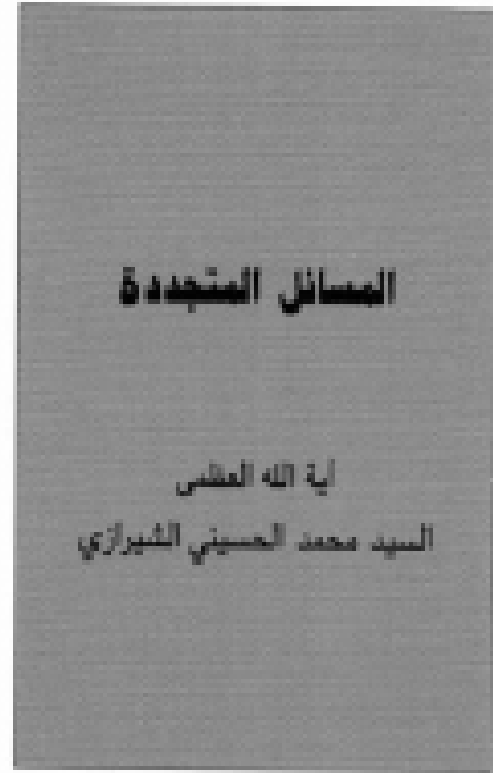 المسائل المتجددة
آية الله العظمى
السيد محمد الحسيني الشيرازي